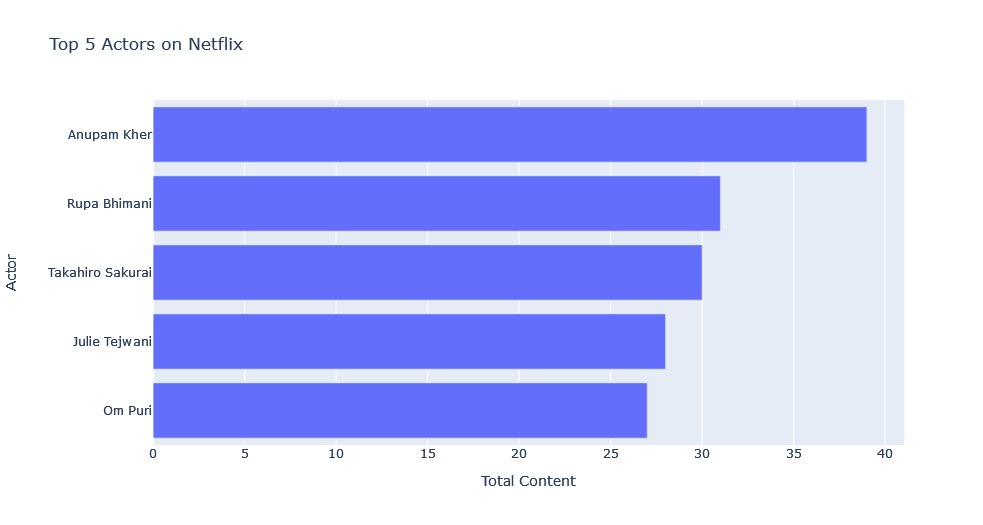 Top 5 Actors on Netflix
Actor
Anupam Kher
Rupa Bhimani
Takahiro Sakurai
Julie Tejwani
Om Puri
0 5 10 15 20 25 30 35 40
Total Content